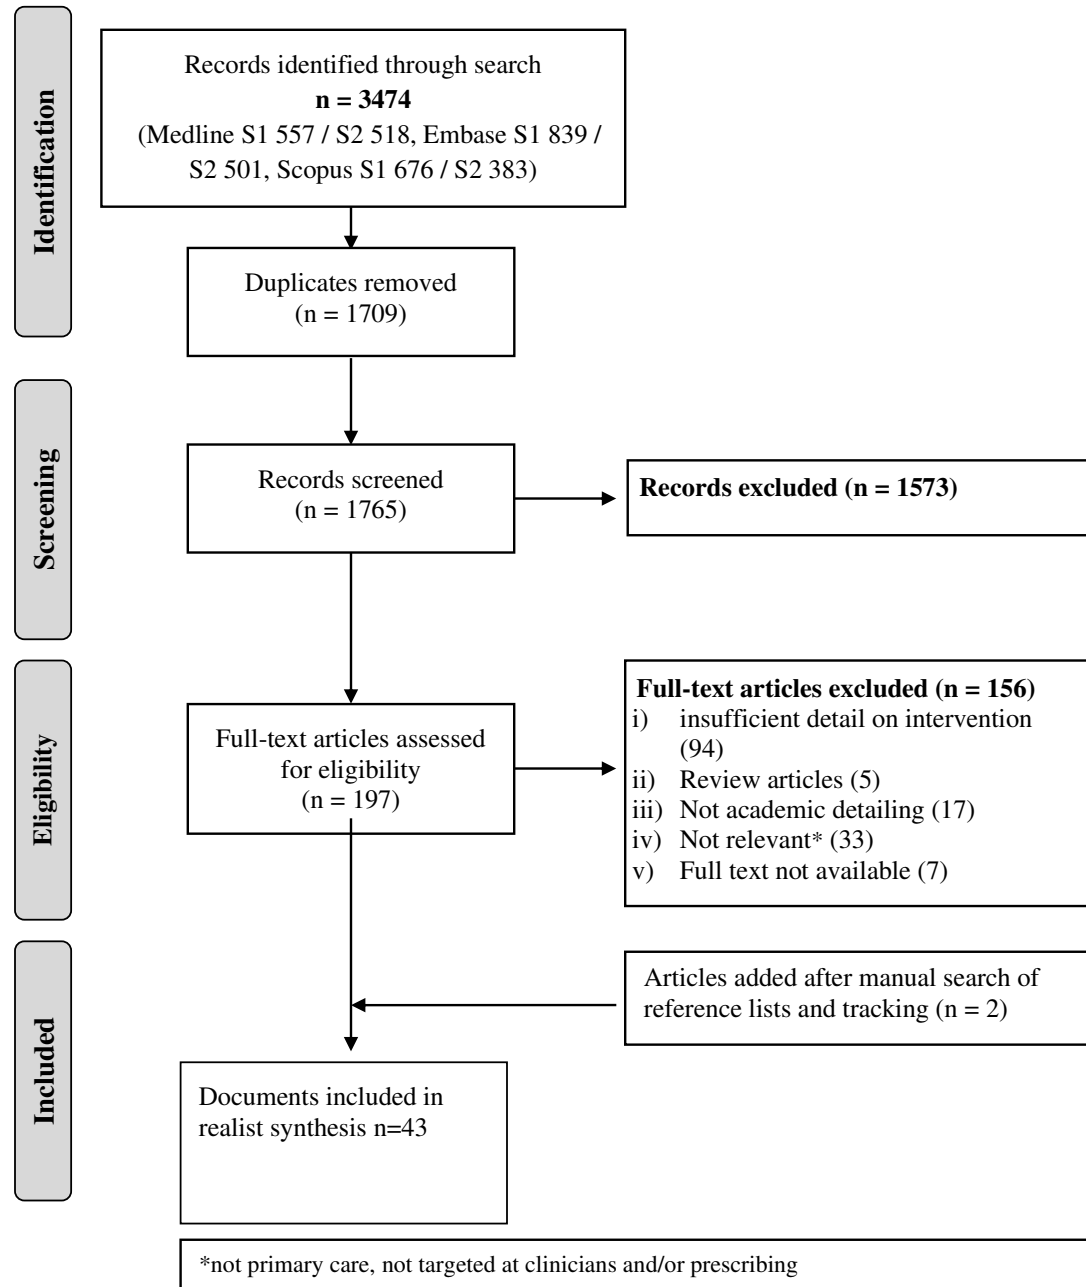 Identification
Records identified through search
n = 3474
(Medline S1 557 / S2 518, Embase S1 839 /
S2 501, Scopus S1 676 / S2 383)
Duplicates removed
(n = 1709)
Screening
Records screened
(n = 1765)
Records excluded (n = 1573)
Eligibility
Full-text articles assessed
for eligibility
(n = 197)
Full-text articles excluded (n = 156)
i) insufficient detail on intervention
(94)
ii) Review articles (5)
iii) Not academic detailing (17)
iv) Not relevant* (33)
v) Full text not available (7)
Included
Articles added after manual search of
reference lists and tracking (n = 2)
Documents included in
realist synthesis n=43
*not primary care, not targeted at clinicians and/or prescribing